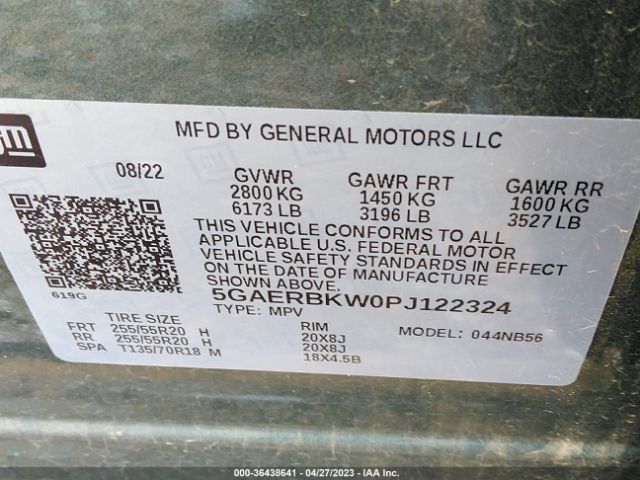 gm
MFD BY GENERAL MOTORS LLC
08/22 GVWR GAWR FRT GAWR RR
2800 KG 1450 KG 1600 KG
6173 LB 3196 LB 3527 LB
THIS VEHICLE CONFORMS TO ALL
APPLICABLE U.S. FEDERAL MOTOR
VEHICLE SAFETY STANDARDS IN EFFECT
ON THE DATE OF MANUFACTURE
SHOWN ABOVE
619G 5GAERBKW0PJ122324
TYPE: MPV MODEL: 044NB56
TIRE SIZE RIM
FRT 255/55R20 H 20X8J
RR 255/55R20 H 20X8J
SPA T135/70R18 M 18X4.5B
000-36438641 / 04/27/2023 - IAA Inc.